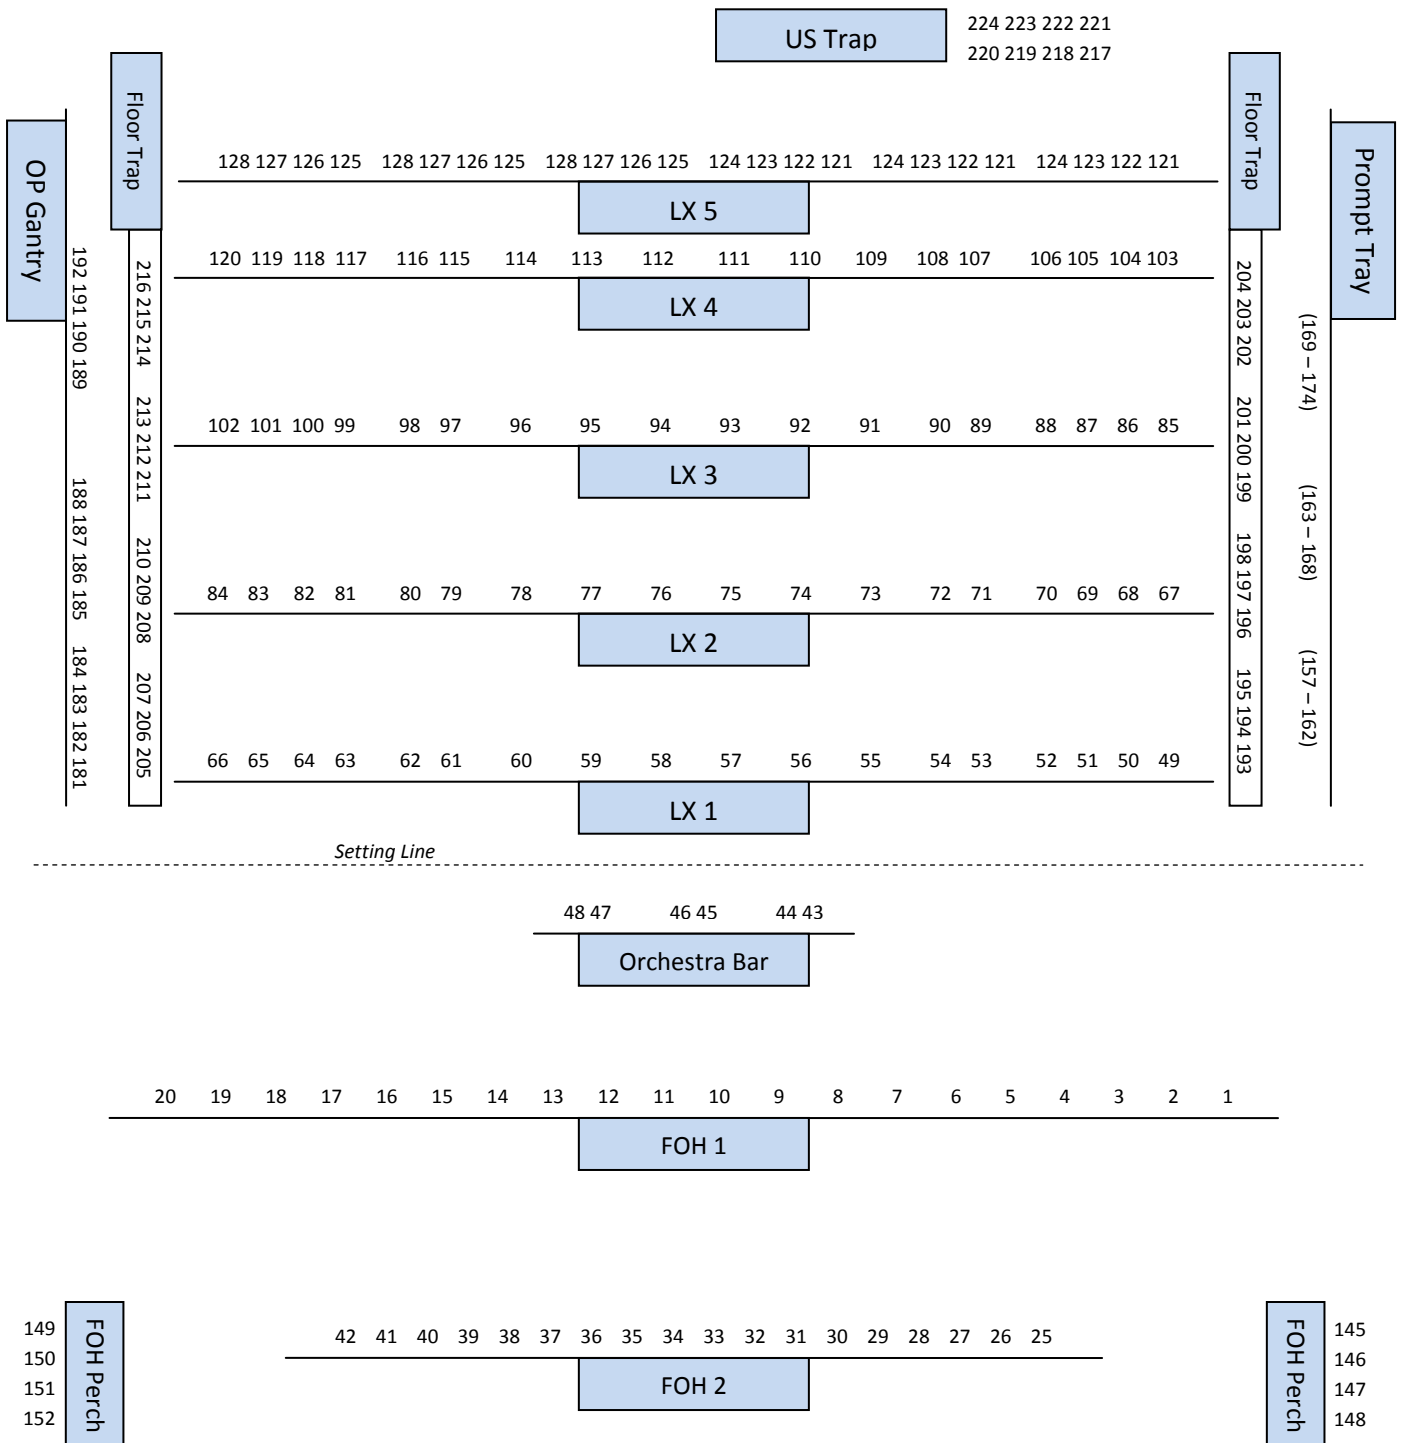 US Trap
224 223 222 221
220 219 218 217
Floor Trap
Floor Trap
OP Gantry
Prompt Tray
128 127 126 125 128 127 126 125 128 127 126 125 124 123 122 121 124 123 122 121 124 123 122 121
LX 5
120 119 118 117 116 115 114 113 112 111 110 109 108 107 106 105 104 103
LX 4
192 191 190 189
216 215 214
204 203 202
(169 – 174)
102 101 100 99 98 97 96 95 94 93 92 91 90 89 88 87 86 85
LX 3
213 212 211
201 200 199
188 187 186 185
(163 – 168)
210 209 208
198 197 196
84 83 82 81 80 79 78 77 76 75 74 73 72 71 70 69 68 67
LX 2
184 183 182 181
207 206 205
195 194 193
(157 – 162)
66 65 64 63 62 61 60 59 58 57 56 55 54 53 52 51 50 49
LX 1
Setting Line
48 47 46 45 44 43
Orchestra Bar
20 19 18 17 16 15 14 13 12 11 10 9 8 7 6 5 4 3 2 1
FOH 1
149
150
151
152
FOH Perch
42 41 40 39 38 37 36 35 34 33 32 31 30 29 28 27 26 25
FOH 2
FOH Perch
145
146
147
148